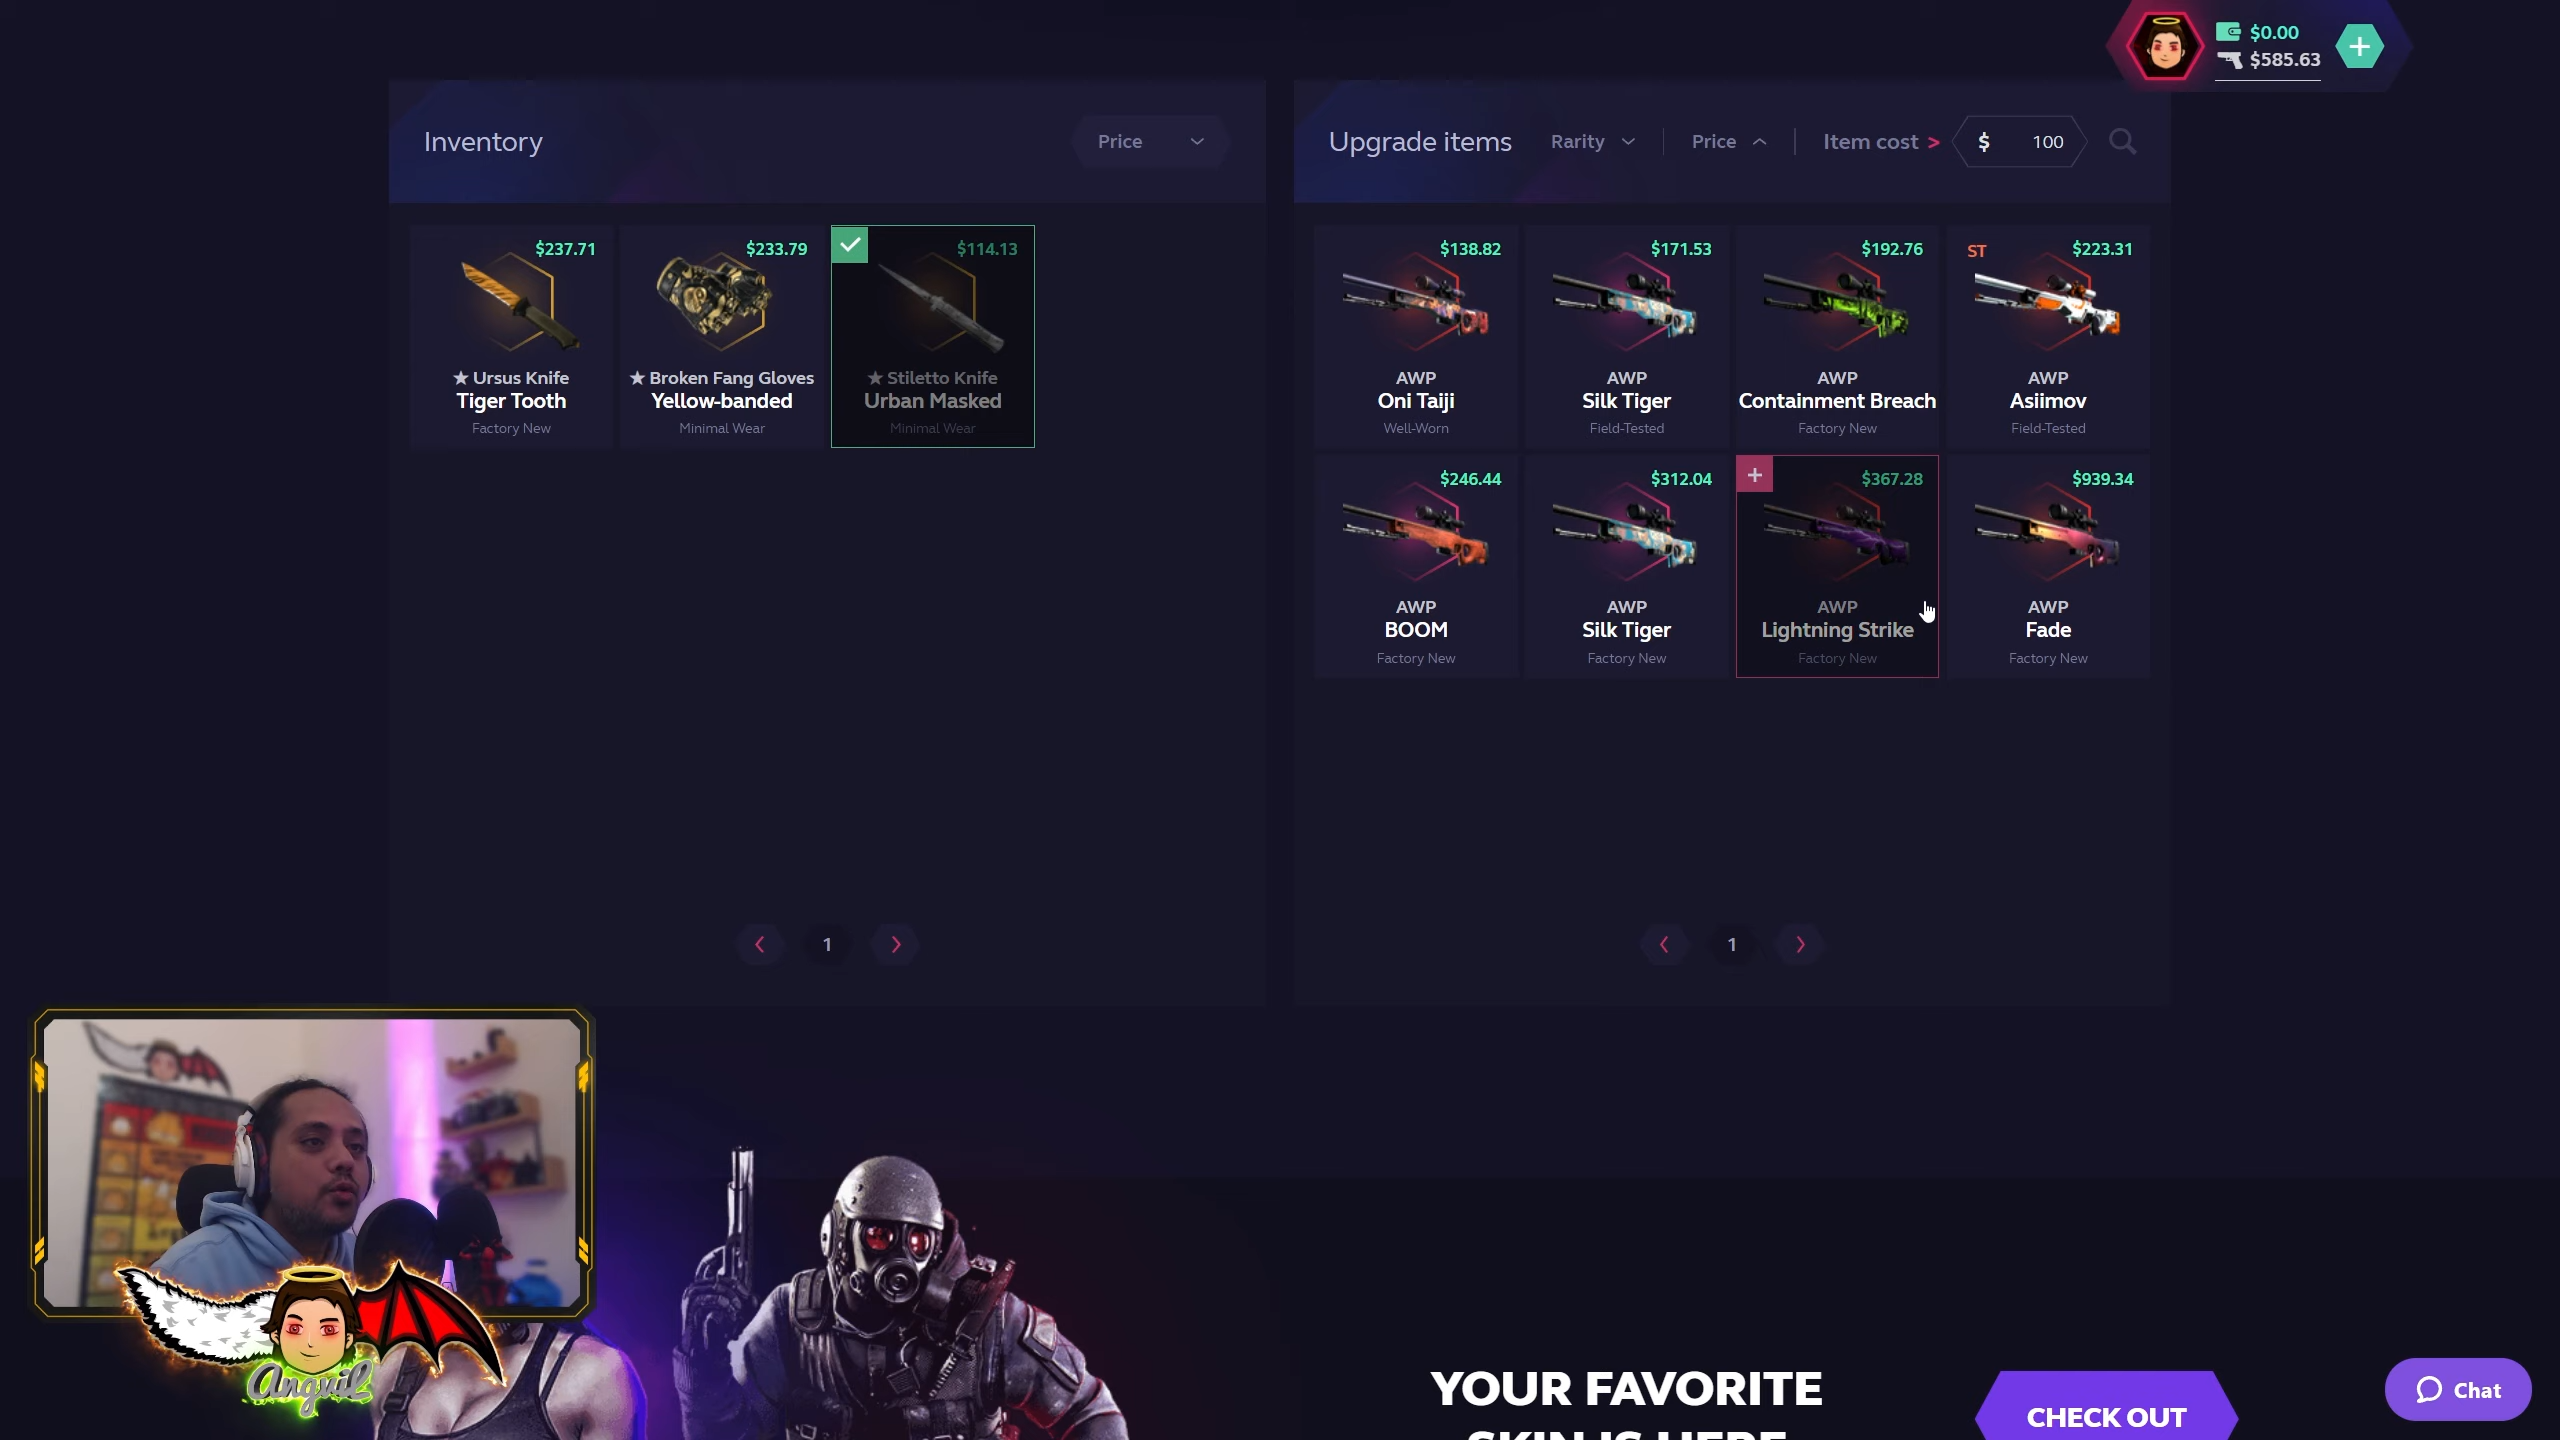 $0.00
$585.63
Inventory
Price
Upgrade items
Rarity
Price
Item cost >
$ 100
$237.71
★ Ursus Knife
Tiger Tooth
Factory New
$233.79
★ Broken Fang Gloves
Yellow-banded
Minimal Wear
$114.13
★ Stiletto Knife
Urban Masked
Minimal Wear
$138.82
AWP
Oni Taiji
Well-Worn
$171.53
AWP
Silk Tiger
Field-Tested
$192.76
AWP
Containment Breach
Factory New
ST
$223.31
AWP
Asiimov
Field-Tested
$246.44
AWP
BOOM
Factory New
$312.04
AWP
Silk Tiger
Factory New
$367.28
AWP
Lightning Strike
Factory New
$939.34
AWP
Fade
Factory New
1
1
Angvil
YOUR FAVORITE
SKIN IS HERE
CHECK OUT
Chat